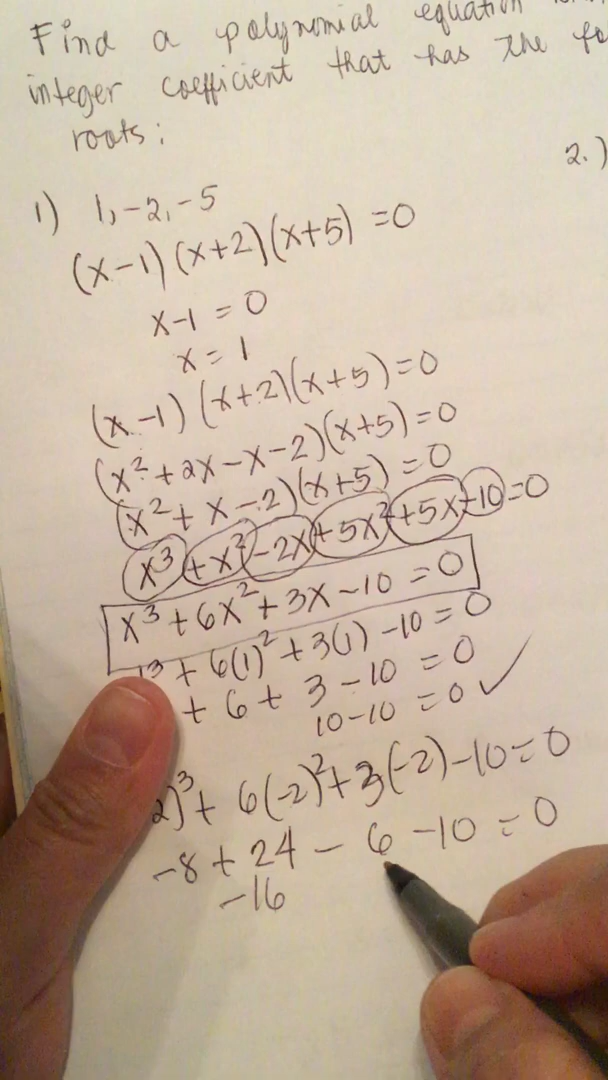 Find a polynomial equation
integer coefficient that has the
roots:
1) 1, -2, -5
2.)
(x-1)(x+2)(x+5) = 0
x-1 = 0
x = 1
(x-1)(x+2)(x+5) = 0
(x²+2x-x-2)(x+5) = 0
(x²+x-2)(x+5) = 0
x³+x²-2x+5x²+5x-10 = 0
x³+6x²+3x-10 = 0
1³ + 6(1)² + 3(1) - 10 = 0
+ 6 + 3 - 10 = 0
10-10 = 0 ✓
2)³ + 6(-2)² + 3(-2) - 10 = 0
-8 + 24 - 6 - 10 = 0
-16